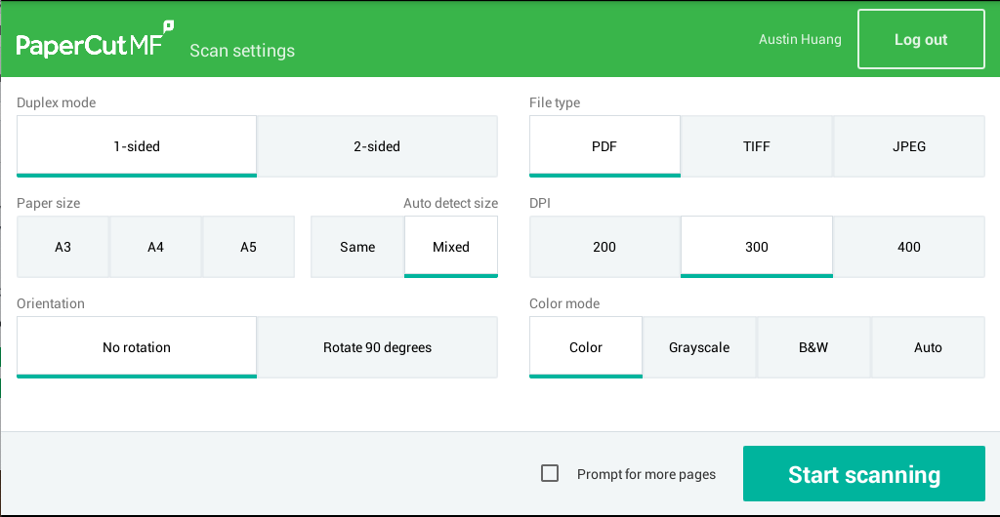 PaperCut MF
Scan settings
Austin Huang
Log out
Duplex mode
1-sided
2-sided
File type
PDF
TIFF
JPEG
Paper size
Auto detect size
A3
A4
A5
Same
Mixed
DPI
200
300
400
Orientation
No rotation
Rotate 90 degrees
Color mode
Color
Grayscale
B&W
Auto
Prompt for more pages
Start scanning